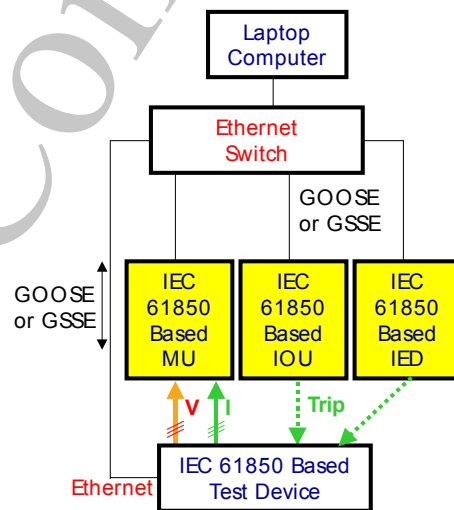 Laptop
Computer
Ethernet
Switch
GOOSE
or GSSE
GOOSE
or GSSE
IEC
61850
Based
MU
IEC
61850
Based
IOU
IEC
61850
Based
IED
V
I
Trip
Ethernet
IEC 61850 Based
Test Device